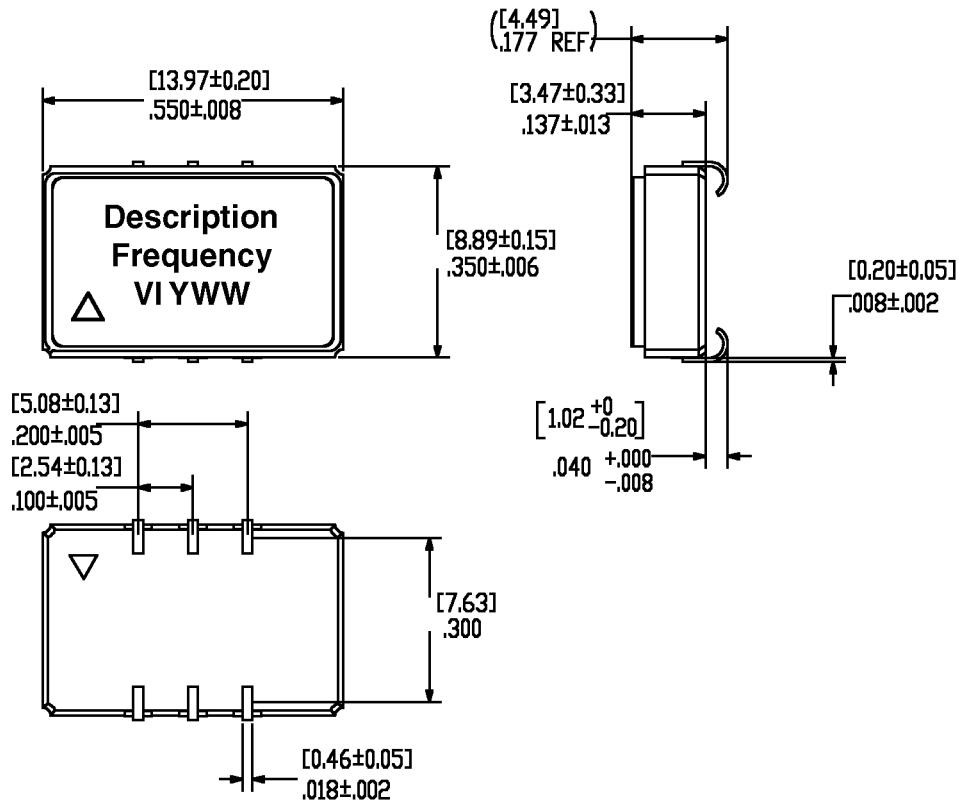 [4.49]
(.177 REF)
[13.97±0.20]
.550±.008
[3.47±0.33]
.137±.013
Description
Frequency
VI YWW
[8.89±0.15]
.350±.006
[0.20±0.05]
.008±.002
[5.08±0.13]
.200±.005
[1.02 +0 -0.20]
.040 +.000 -.008
[2.54±0.13]
.100±.005
[7.63]
.300
[0.46±0.05]
.018±.002